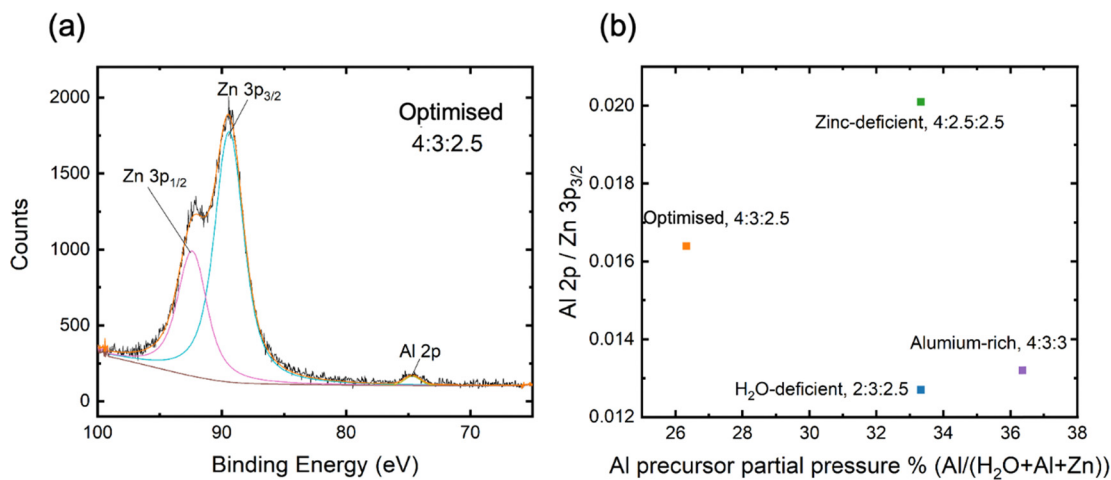 (a)
Zn 3p3/2
Optimised
4:3:2.5
Zn 3p1/2
Al 2p
2000
1500
1000
500
0
Counts
100
90
80
70
Binding Energy (eV)
(b)
Zinc-deficient, 4:2.5:2.5
Optimised, 4:3:2.5
Alumium-rich, 4:3:3
H2O-deficient, 2:3:2.5
0.020
0.018
0.016
0.014
0.012
Al 2p / Zn 3p3/2
26
28
30
32
34
36
38
Al precursor partial pressure % (Al/(H2O+Al+Zn))